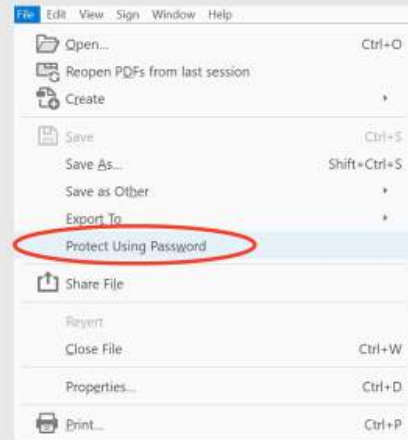 File Edit View Sign Window Help
Open... Ctrl+O
Reopen PDFs from last session
Create
Save Ctrl+S
Save As... Shift+Ctrl+S
Save as Other
Export To
Protect Using Password
Share File
Revert
Close File Ctrl+W
Properties... Ctrl+D
Print... Ctrl+P